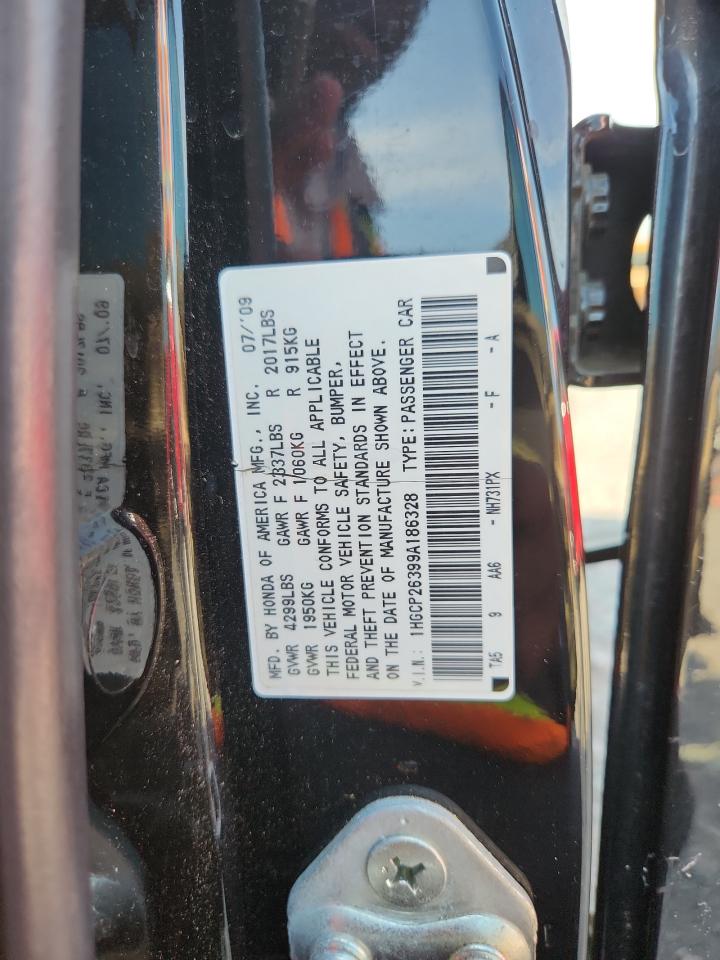 MFD. BY HONDA OF AMERICA MFG., INC. 07/'09
GVWR 4299LBS GAWR F 2337LBS R 2017LBS
GVWR 1950KG GAWR F 1060KG R 915KG
THIS VEHICLE CONFORMS TO ALL APPLICABLE
FEDERAL MOTOR VEHICLE SAFETY, BUMPER,
AND THEFT PREVENTION STANDARDS IN EFFECT
ON THE DATE OF MANUFACTURE SHOWN ABOVE.
V.I.N.: 1HGCP26399A186328 TYPE: PASSENGER CAR
TA5 9 AA6 - NH731PX - F - A